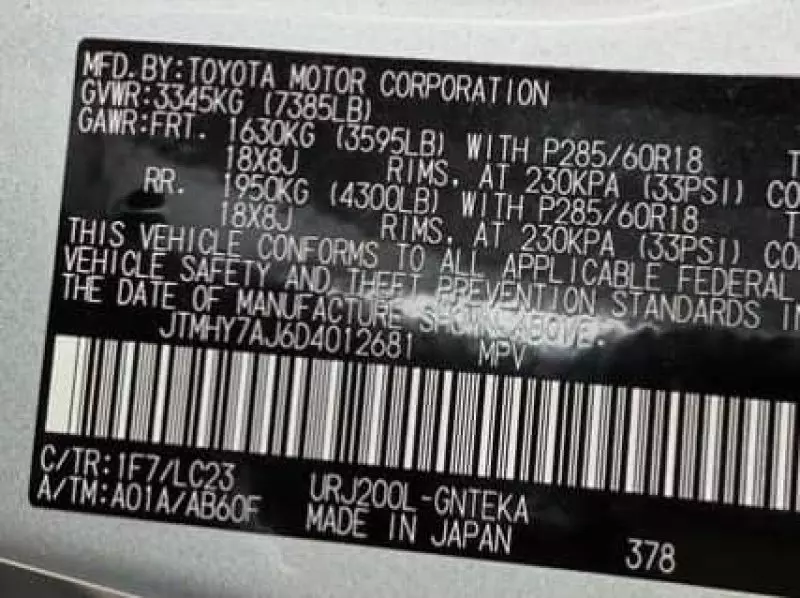 MFD.BY:TOYOTA MOTOR CORPORATION
GVWR:3345KG (7385LB)
GAWR:FRT. 1630KG (3595LB) WITH P285/60R18 T
18X8J RIMS, AT 230KPA (33PSI) CO
RR. 1950KG (4300LB) WITH P285/60R18 T
18X8J RIMS, AT 230KPA (33PSI) CO
THIS VEHICLE CONFORMS TO ALL APPLICABLE FEDERAL
VEHICLE SAFETY AND THEFT PREVENTION STANDARDS IN
THE DATE OF MANUFACTURE SHOWN ABOVE.
JTMHY7AJ6D4012681 MPV
C/TR:1F7/LC23 URJ200L-GNTEKA
A/TM:A01A/AB60F MADE IN JAPAN 378